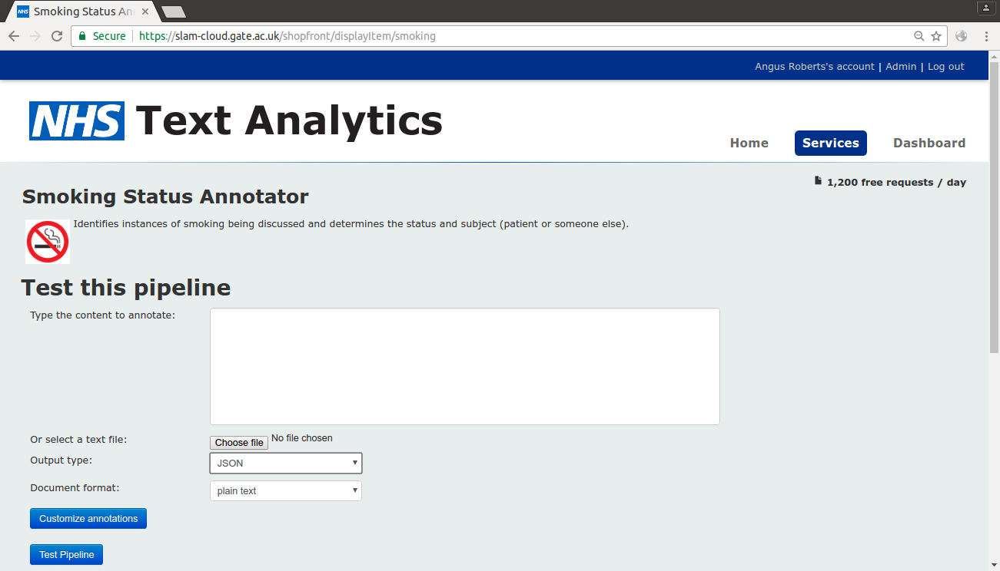 NHS Smoking Status An
Secure https://slam-cloud.gate.ac.uk/shopfront/displayItem/smoking
Angus Roberts's account | Admin | Log out
NHS Text Analytics
Home Services Dashboard
1,200 free requests / day
Smoking Status Annotator
Identifies instances of smoking being discussed and determines the status and subject (patient or someone else).
Test this pipeline
Type the content to annotate:
Or select a text file: Choose file No file chosen
Output type: JSON
Document format: plain text
Customize annotations
Test Pipeline